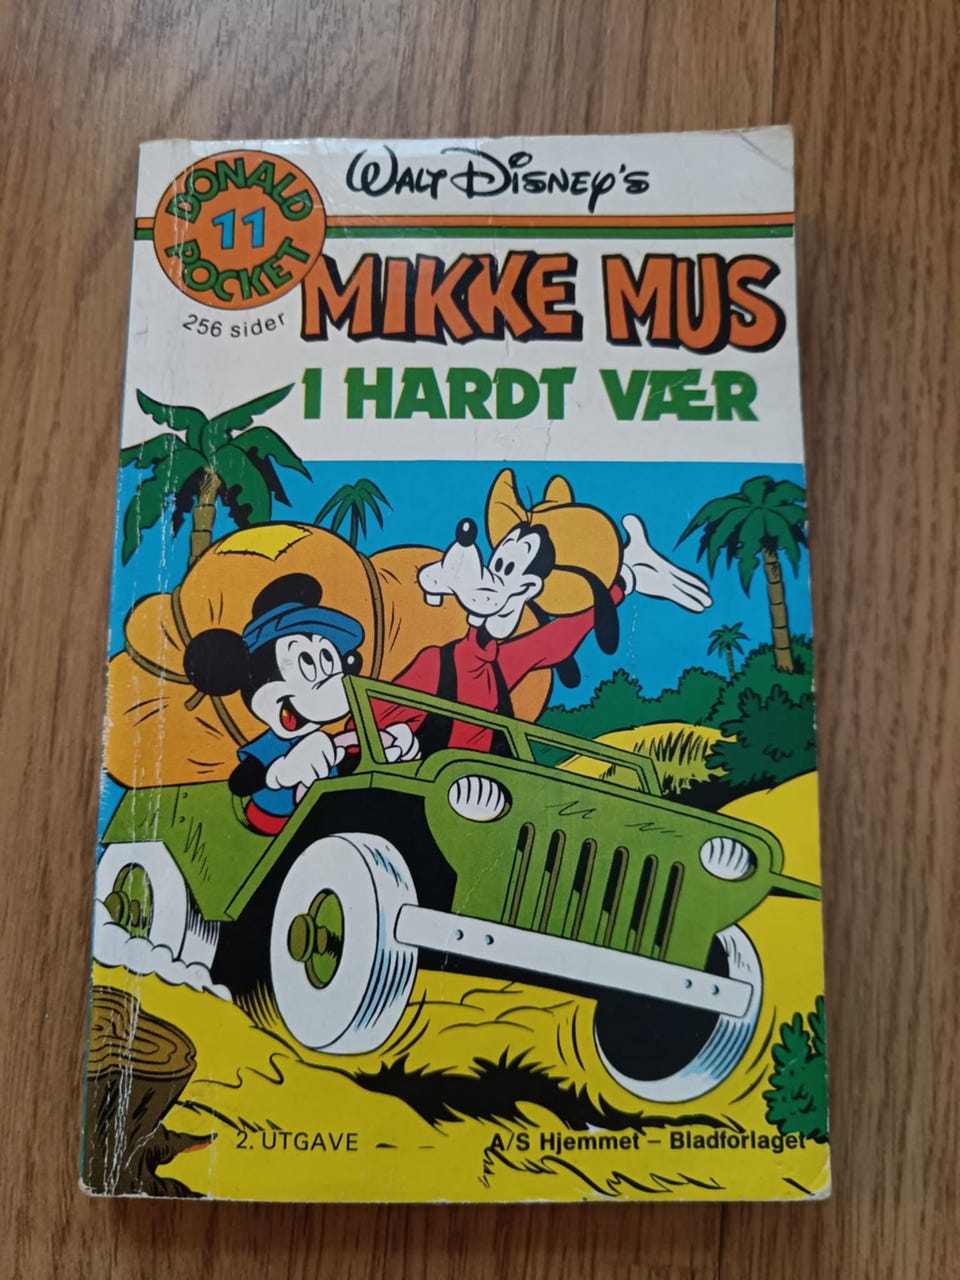 DONALD
11
POCKET
WALT DISNEY'S
256 sider
MIKKE MUS
I HARDT VÆR
2. UTGAVE
A/S Hjemmet – Bladforlaget